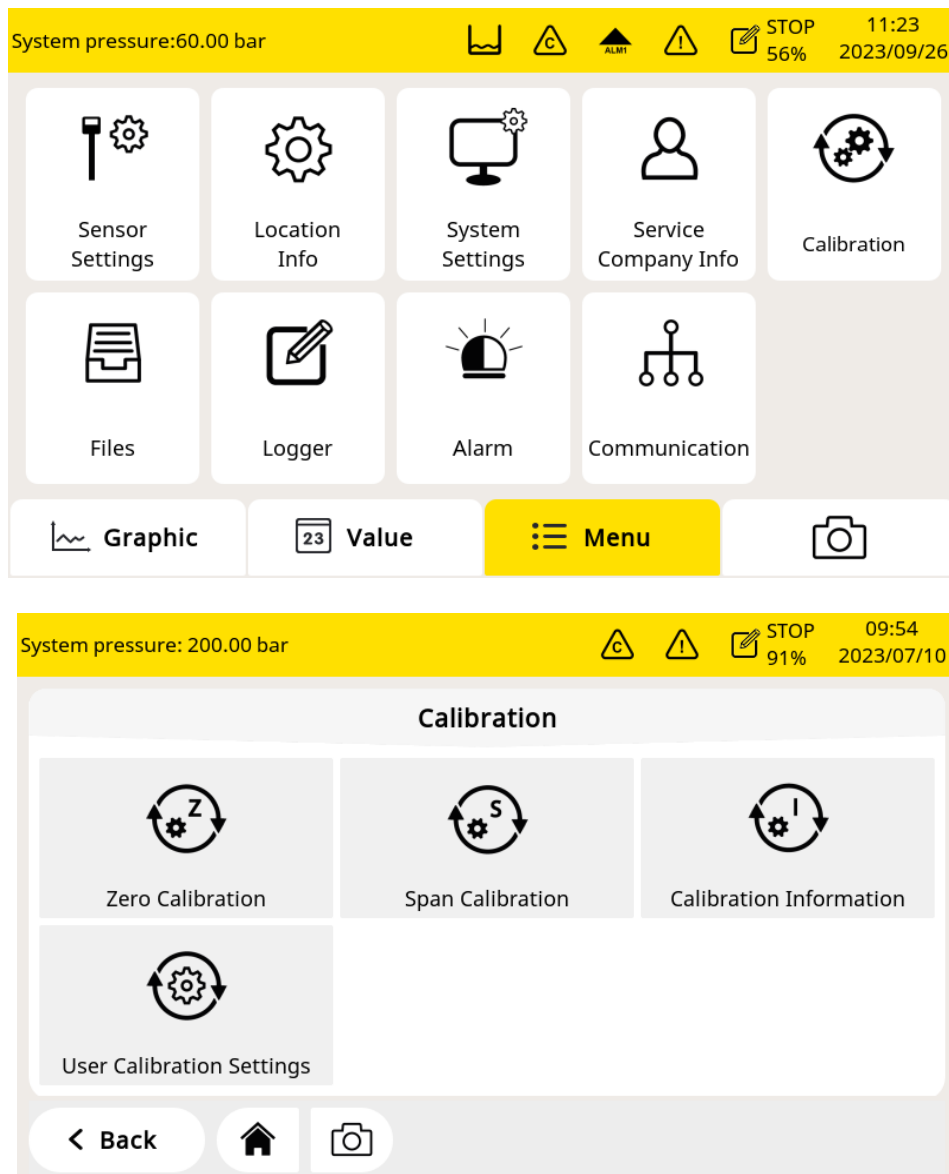 System pressure:60.00 bar
C
ALM1
!
STOP
56%
11:23
2023/09/26
Sensor
Settings
Location
Info
System
Settings
Service
Company Info
Calibration
Files
Logger
Alarm
Communication
Graphic
23 Value
Menu
System pressure: 200.00 bar
C
!
STOP
91%
09:54
2023/07/10
Calibration
Z
Zero Calibration
S
Span Calibration
I
Calibration Information
User Calibration Settings
Back